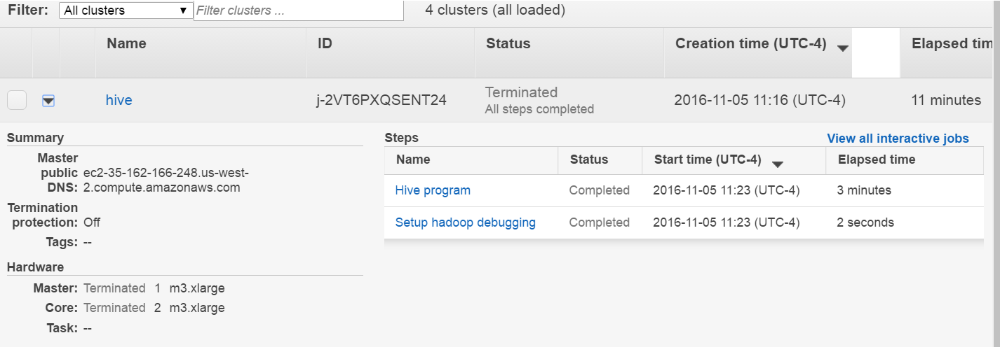 Filter: All clusters Filter clusters ... 4 clusters (all loaded)
Name ID Status Creation time (UTC-4) Elapsed tim
hive j-2VT6PXQSENT24 Terminated 2016-11-05 11:16 (UTC-4) 11 minutes
All steps completed
Summary
Master
public ec2-35-162-166-248.us-west-
DNS: 2.compute.amazonaws.com
Termination
protection: Off
Tags: --
Hardware
Master: Terminated 1 m3.xlarge
Core: Terminated 2 m3.xlarge
Task: --
Steps View all interactive jobs
Name Status Start time (UTC-4) Elapsed time
Hive program Completed 2016-11-05 11:23 (UTC-4) 3 minutes
Setup hadoop debugging Completed 2016-11-05 11:23 (UTC-4) 2 seconds